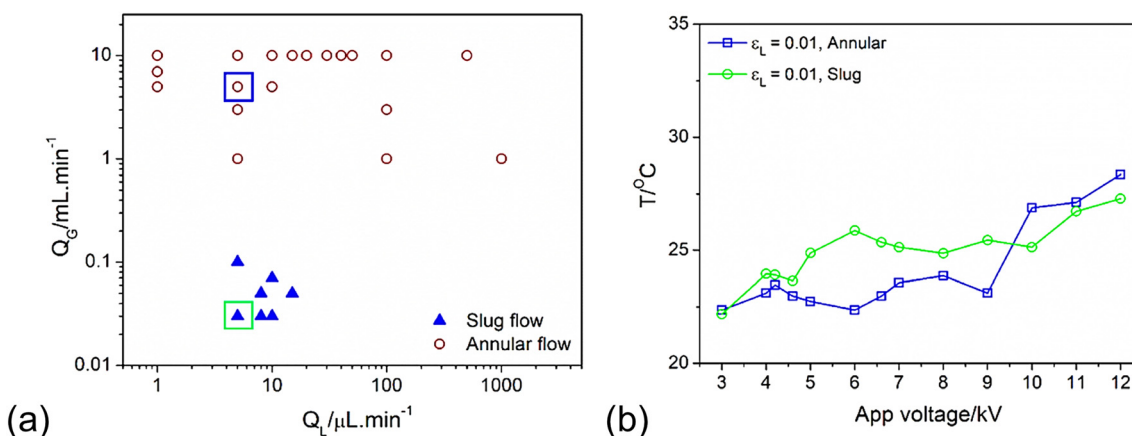 10
1
0.1
0.01
Q_G/mL.min⁻¹
1
10
100
1000
Q_L/µL.min⁻¹
Slug flow
Annular flow
(a)
35
30
25
20
T/°C
ε_L = 0.01, Annular
ε_L = 0.01, Slug
3 4 5 6 7 8 9 10 11 12
App voltage/kV
(b)